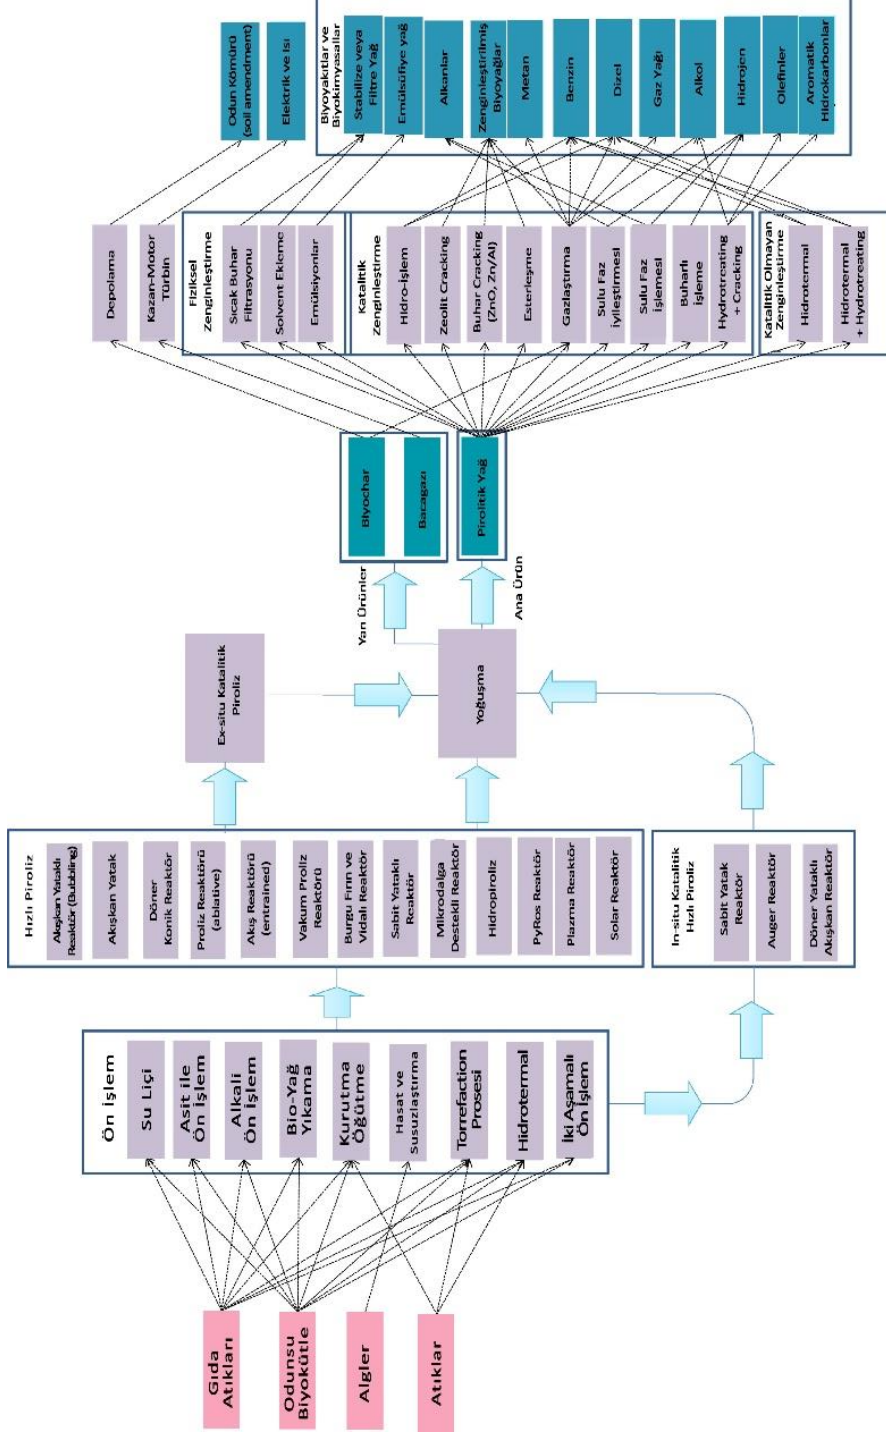 Gıda
Atıkları
Odunsu
Biyokütle
Algler
Atıklar
Ön İşlem
Su Liçi
Asit ile
Ön İşlem
Alkali
Ön İşlem
Bio-Yağ
Yıkama
Kurutma
Öğütme
Hasat ve
Susuzlaştırma
Torrefaction
Prosesi
Hidrotermal
İki Aşamalı
Ön İşlem
Hızlı Piroliz
Akışkan Yataklı
Reaktör (Bubbling)
Akışkan Yatak
Döner
Konik Reaktör
Proliz Reaktörü
(ablative)
Akış Reaktörü
(entrained)
Vakum Proliz
Reaktörü
Burgu Fırın ve
Vidalı Reaktör
Sabit Yataklı
Reaktör
Mikrodalga
Destekli Reaktör
Hidropiroliz
PyRos Reaktör
Plazma Reaktör
Solar Reaktör
In-situ Katalitik
Hızlı Piroliz
Sabit Yatak
Reaktör
Auger Reaktör
Döner Yataklı
Akışkan Reaktör
Ex-situ Katalitik
Piroliz
Yoğuşma
Yan Ürünler
Ana Ürün
Biyochar
Bacagazı
Pirolitik Yağ
Depolama
Kazan-Motor
Türbin
Fiziksel
Zenginleştirme
Sıcak Buhar
Filtrasyonu
Solvent Ekleme
Emülsiyonlar
Katalitik
Zenginleştirme
Hidro-İşlem
Zeolit Cracking
Buhar Cracking
(ZnO, Zn/Al)
Esterleşme
Gazlaştırma
Sulu Faz
İyilleştirmesi
Sulu Faz
İşlemesi
Buharlı
İşleme
Hydrotreating
+ Cracking
Katalitik Olmayan
Zenginleştirme
Hidrotermal
Hidrotermal
+ Hydrotreating
Odun Kömürü
(soil amendment)
Elektrik ve Isı
Biyoyakıtlar ve
Biyokimyasallar
Stabilize veya
Filtre Yağ
Emülsüfiye yağ
Alkanlar
Zenginleştirilmiş
Biyoyağlar
Metan
Benzin
Dizel
Gaz Yağı
Alkol
Hidrojen
Olefinler
Aromatik
Hidrokarbonlar